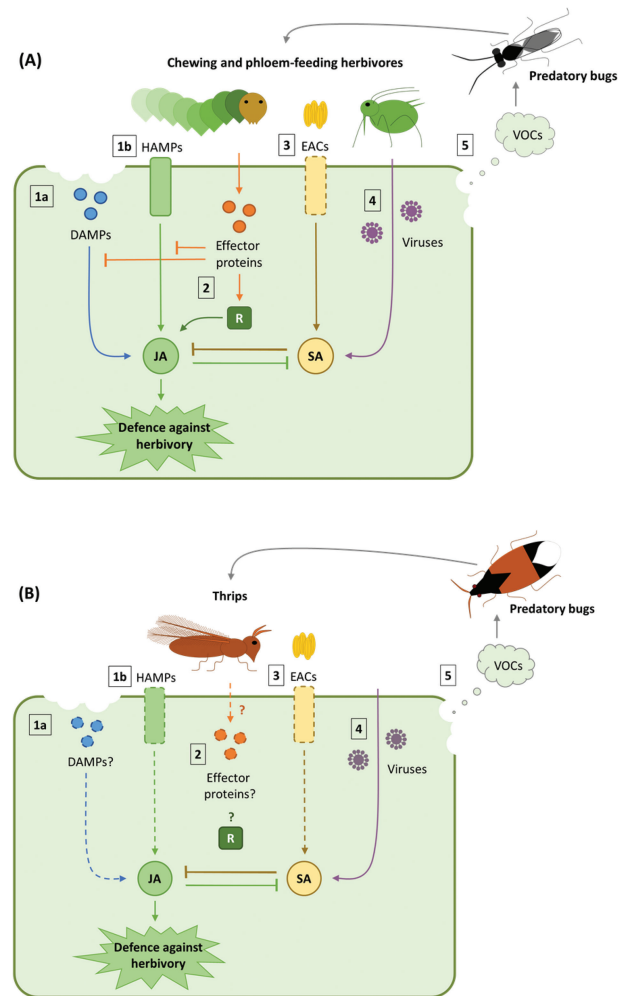 (A)
Chewing and phloem-feeding herbivores
Predatory bugs
1b
HAMPs
3
EACs
5
VOCs
1a
DAMPs
4
Viruses
Effector
proteins
2
R
JA
SA
Defence against
herbivory
(B)
Thrips
Predatory bugs
1b
HAMPs
3
EACs
5
VOCs
1a
DAMPs?
?
2
Effector
proteins?
4
Viruses
?
R
JA
SA
Defence against
herbivory